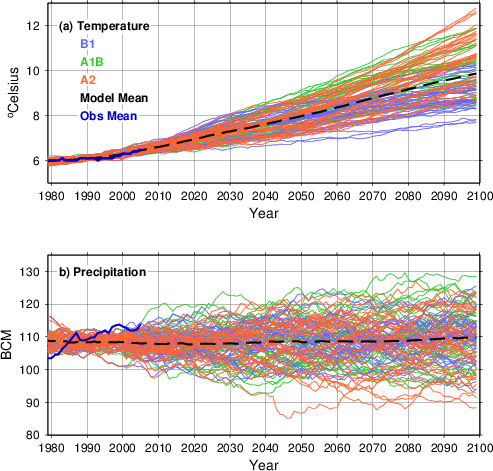 (a) Temperature
B1
A1B
A2
Model Mean
Obs Mean
ºCelsius
12
10
8
6
1980 1990 2000 2010 2020 2030 2040 2050 2060 2070 2080 2090 2100
Year
b) Precipitation
BCM
130
120
110
100
90
80
1980 1990 2000 2010 2020 2030 2040 2050 2060 2070 2080 2090 2100
Year